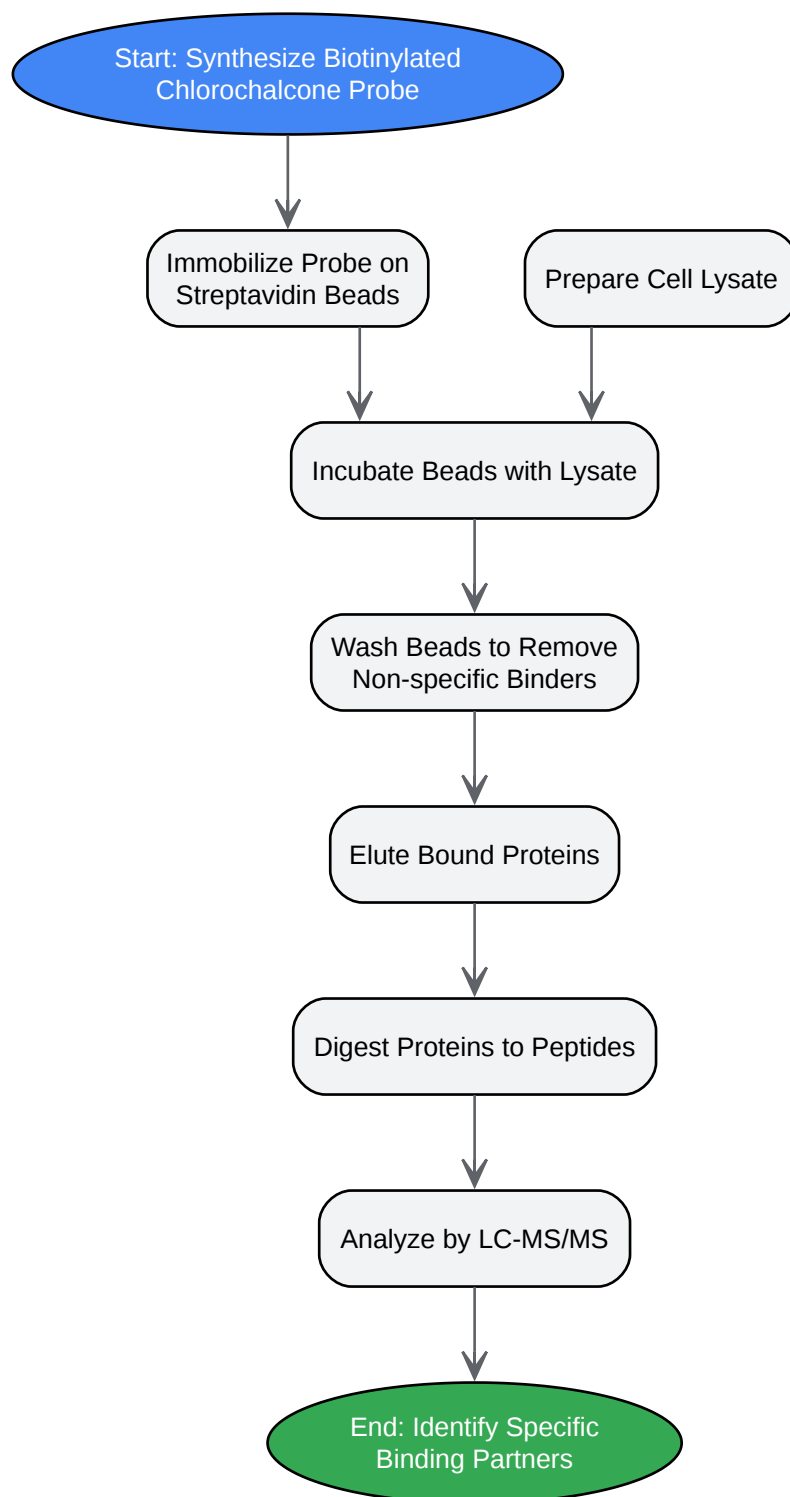 Start: Synthesize Biotinylated
Chlorochalcone Probe
Immobilize Probe on
Streptavidin Beads
Prepare Cell Lysate
Incubate Beads with Lysate
Wash Beads to Remove
Non-specific Binders
Elute Bound Proteins
Digest Proteins to Peptides
Analyze by LC-MS/MS
End: Identify Specific
Binding Partners